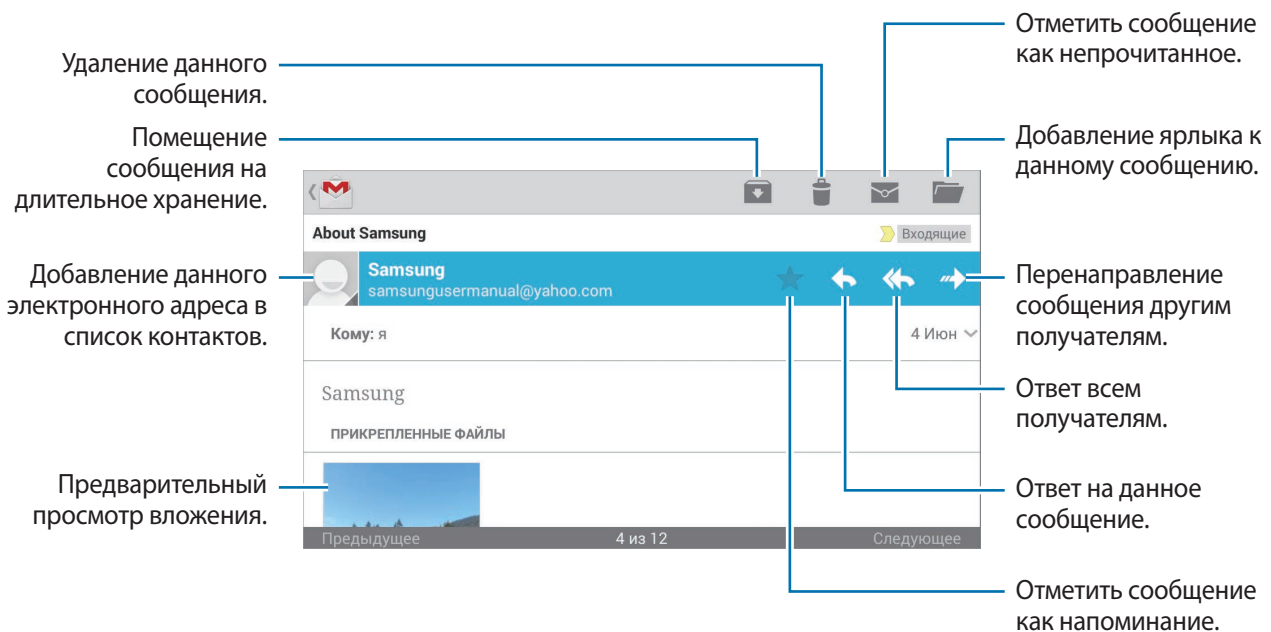 Отметить сообщение
как непрочитанное.
Удаление данного
сообщения.
Помещение
сообщения на
длительное хранение.
Добавление ярлыка к
данному сообщению.
About Samsung
Входящие
Добавление данного
электронного адреса в
список контактов.
Samsung
samsungusermanual@yahoo.com
Перенаправление
сообщения другим
получателям.
Кому: я
4 Июн
Samsung
Ответ всем
получателям.
ПРИКРЕПЛЕННЫЕ ФАЙЛЫ
Предварительный
просмотр вложения.
Ответ на данное
сообщение.
Предыдущее
4 из 12
Следующее
Отметить сообщение
как напоминание.